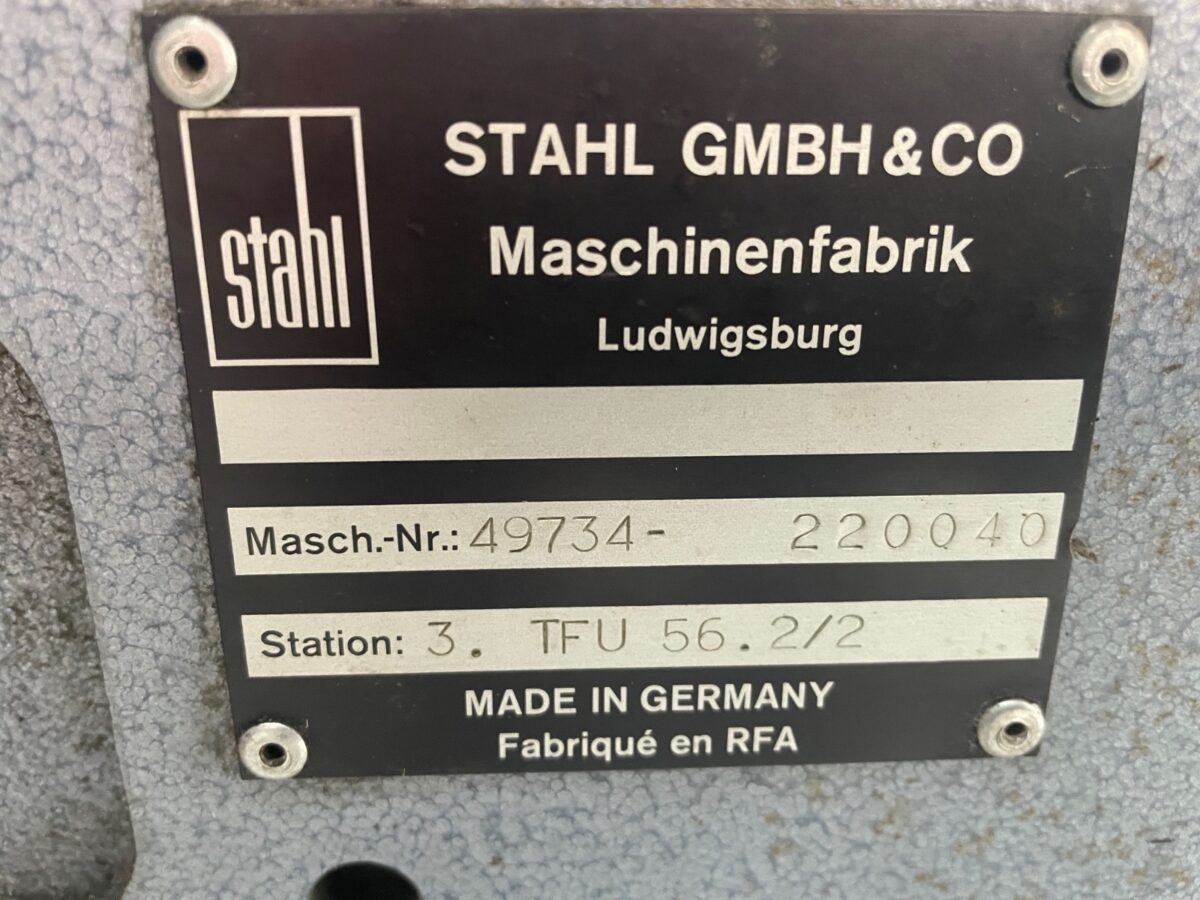 stahl
STAHL GMBH & CO
Maschinenfabrik
Ludwigsburg
Masch.-Nr.: 49734- 220040
Station: 3. TFU 56.2/2
MADE IN GERMANY
Fabriqué en RFA